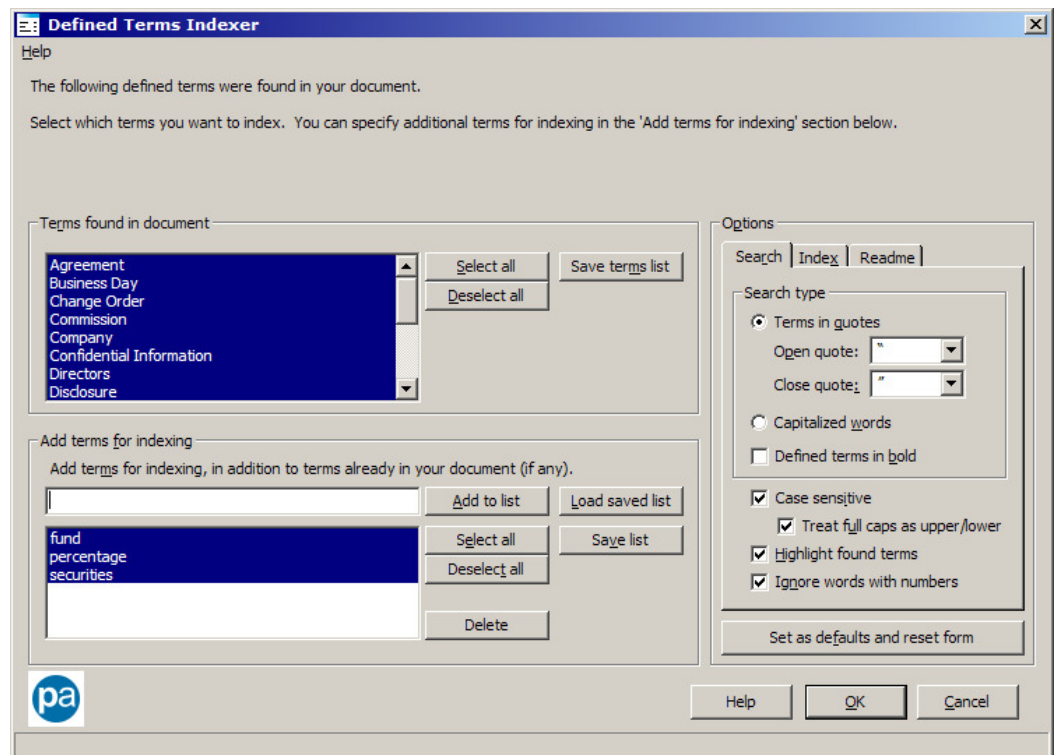 Defined Terms Indexer
Help
The following defined terms were found in your document.
Select which terms you want to index. You can specify additional terms for indexing in the 'Add terms for indexing' section below.
Terms found in document
Agreement
Business Day
Change Order
Commission
Company
Confidential Information
Directors
Disclosure
Select all
Save terms list
Deselect all
Add terms for indexing
Add terms for indexing, in addition to terms already in your document (if any).
Add to list
Load saved list
fund
percentage
securities
Select all
Save list
Deselect all
Delete
Options
Search
Index
Readme
Search type
Terms in quotes
Open quote: “
Close quote: ”
Capitalized words
Defined terms in bold
Case sensitive
Treat full caps as upper/lower
Highlight found terms
Ignore words with numbers
Set as defaults and reset form
pa
Help
OK
Cancel